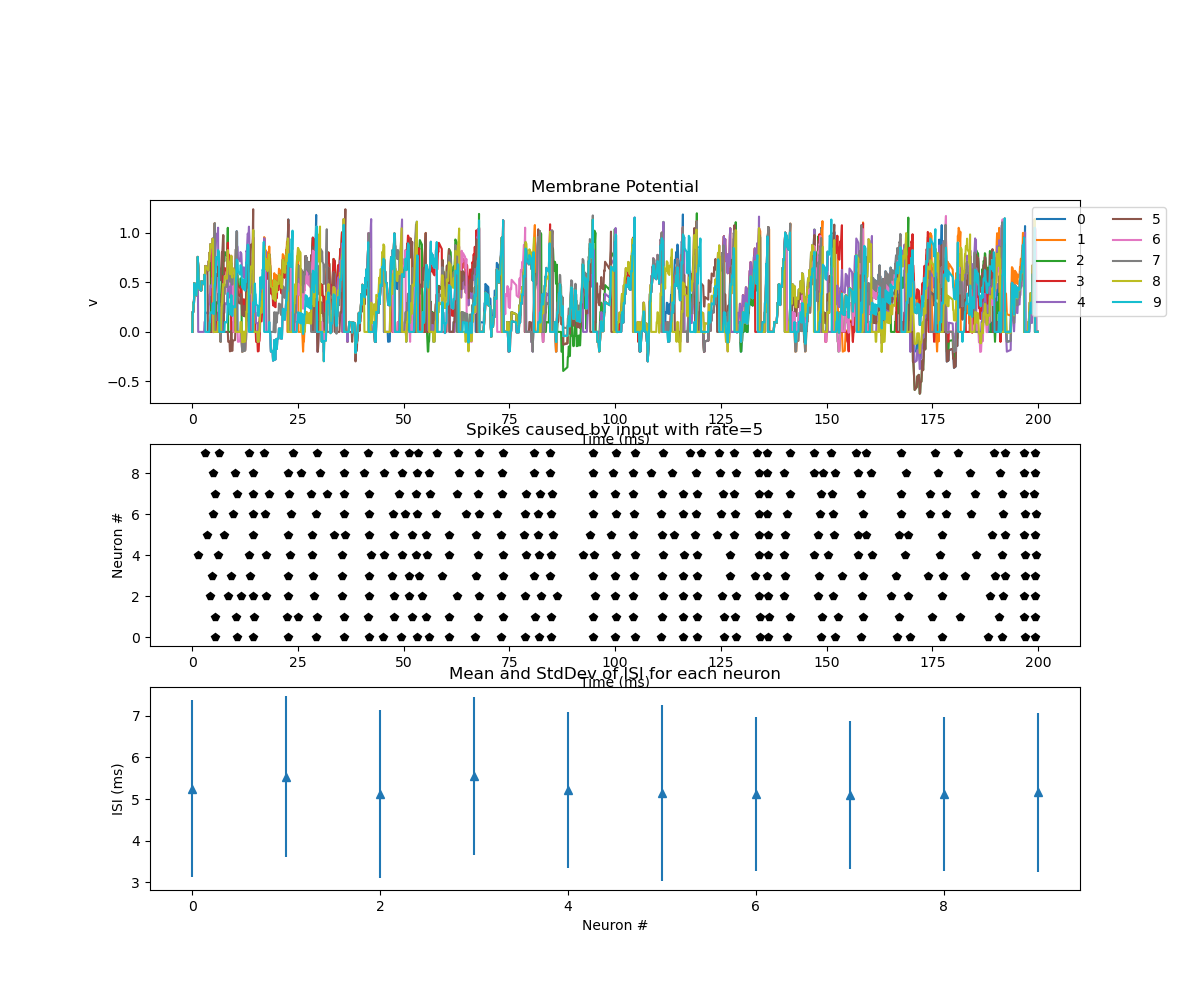 Membrane Potential
1.0
0.5
0.0
−0.5
v
0 5
1 6
2 7
3 8
4 9
0 25 50 75 100 125 150 175 200
Time (ms)
Spikes caused by input with rate=5
8
6
4
2
0
Neuron #
0 25 50 75 100 125 150 175 200
Time (ms)
Mean and StdDev of ISI for each neuron
7
6
5
4
3
ISI (ms)
0 2 4 6 8
Neuron #